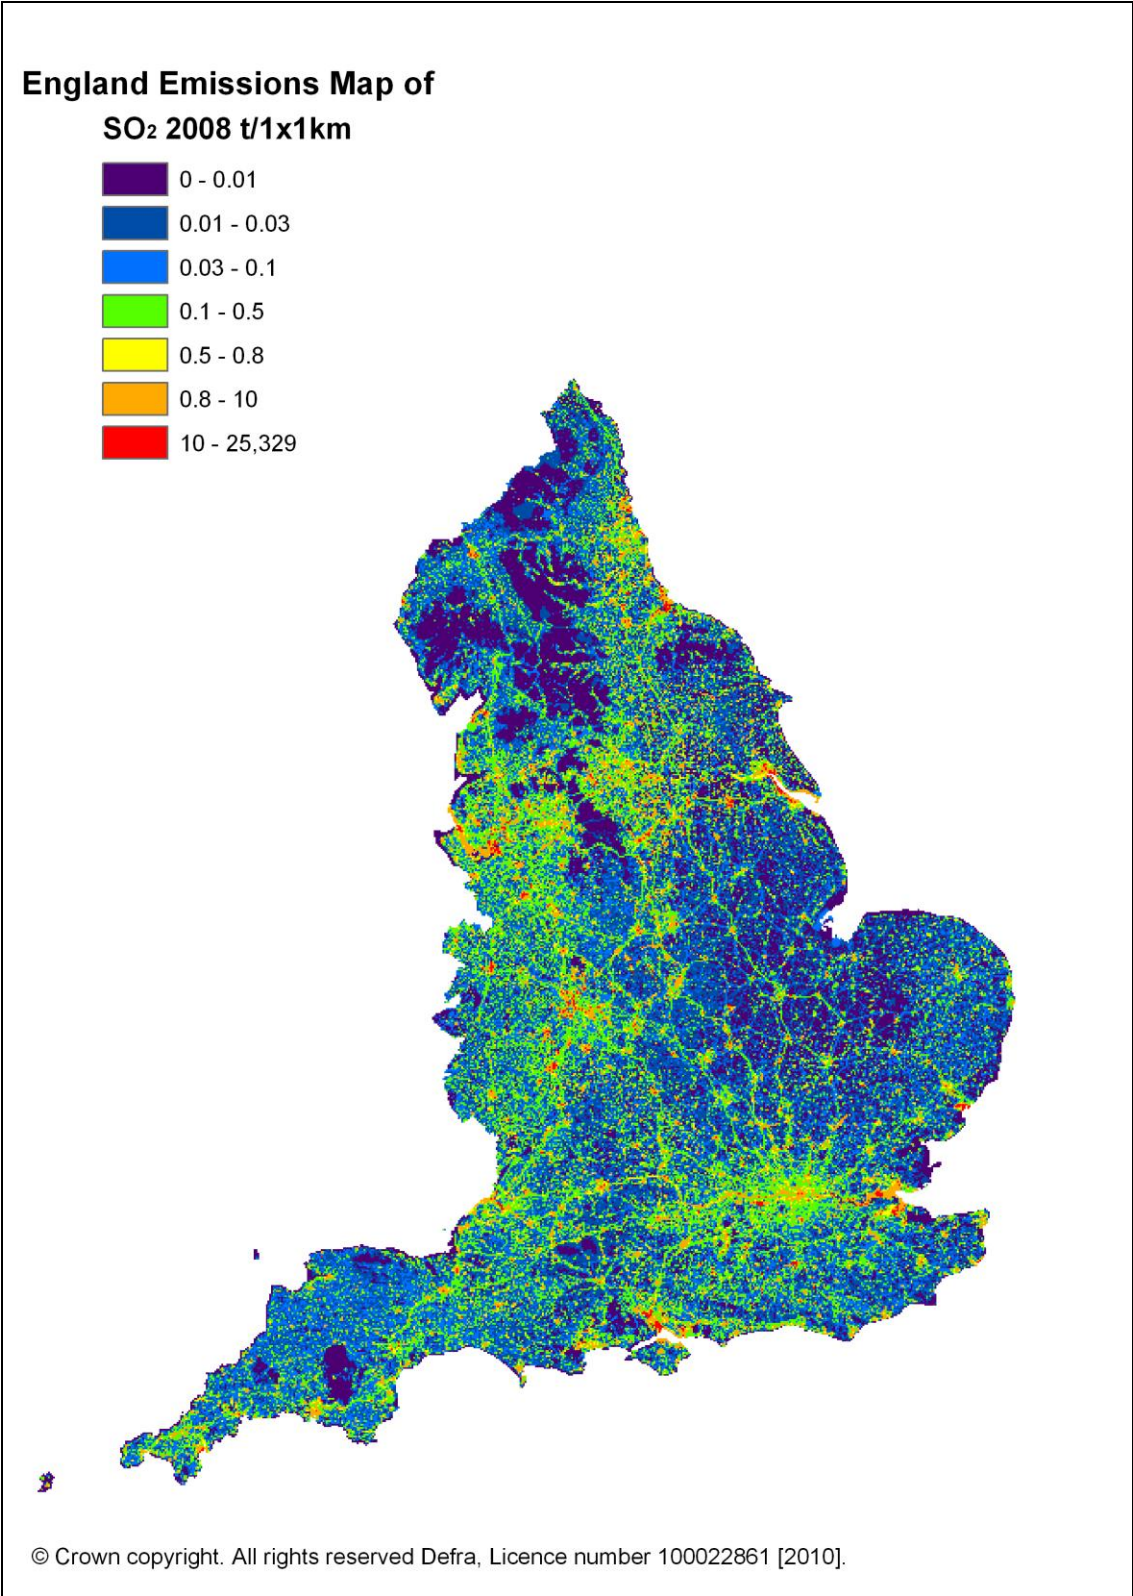 England Emissions Map of
SO₂ 2008 t/1x1km
0 - 0.01
0.01 - 0.03
0.03 - 0.1
0.1 - 0.5
0.5 - 0.8
0.8 - 10
10 - 25,329
© Crown copyright. All rights reserved Defra, Licence number 100022861 [2010].